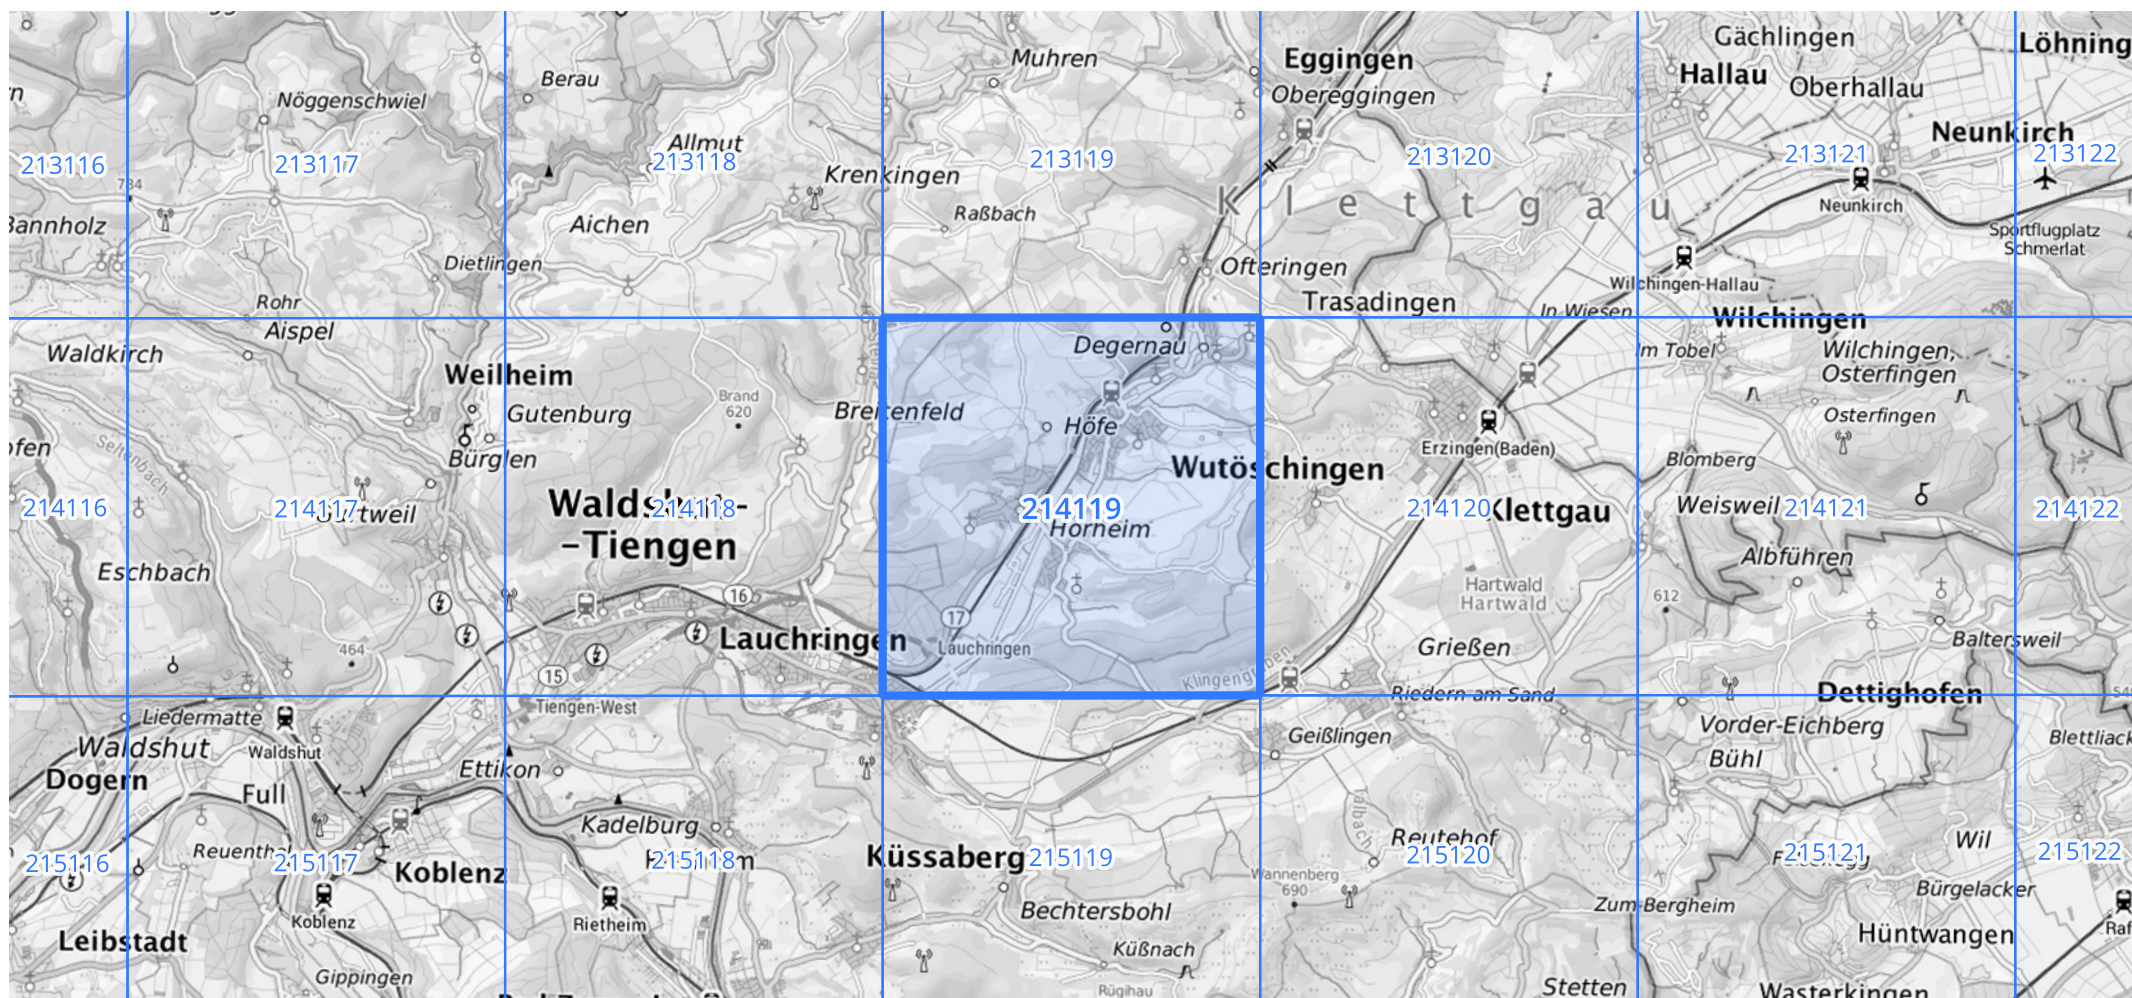 Muhren
Eggingen
Gächlingen
Löhning
Hallau
Oberhallau
Berau
Obereggingen
Nöggenschwiel
Neunkirch
Allmut
213116
213117
213118
213119
213120
213121
213122
784
Krenkingen
Neunkirch
Bannholz
Aichen
Raßbach
Klettgau
Sportflugplatz
Schmerlat
Dietlingen
Ofteringen
Wilchingen-Hallau
Rohr
Trasadingen
In Wiesen
Aispel
Wilchingen
Waldkirch
Degernau
Im Tobel
Wilchingen,
Osterfingen
Weilheim
Gutenburg
Brand
620
Breitenfeld
Höfe
Osterfingen
ofen
Seltenbach
Bürglen
Erzingen(Baden)
Wutöschingen
Blomberg
Waldshut-
-Tiengen
214116
214117
214118
214119
214120
214121
214122
Klettgau
Weisweil
Horheim
Albführen
Eschbach
Hartwald
Hartwald
612
16
17
Lauchringen
Lauchringen
Grießen
Baltersweil
464
15
Klingengraben
Riedern am Sand
Dettighofen
Tiengen-West
Liedermatte
Waldshut
Waldshut
Geißlingen
Vorder-Eichberg
Bühl
Blettliack
Dogern
Ettikon
Full
Talbach
Kadelburg
Reutehof
Wil
Reuenthal
215116
215117
215118
215119
215120
215121
215122
Küssaberg
Koblenz
Wannenberg
690
Bürgelacker
Koblenz
Rietheim
Bechtersbohl
Zum-Bergheim
Raf
Leibstadt
Küßnach
Hüntwangen
Gippingen
Rügihau
Stetten
Wasterkingen